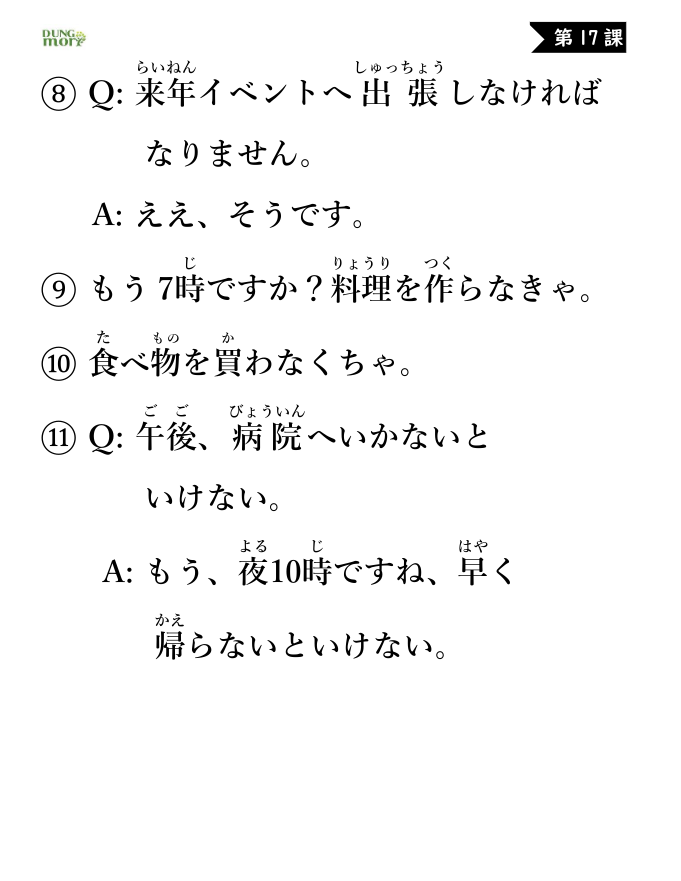 DUNG mori
第17課
らいねん しゅっちょう
⑧ Q: 来年イベントへ出張しなければ
なりません。
A: ええ、そうです。
じ りょうり つく
⑨ もう7時ですか？料理を作らなきゃ。
た もの か
⑩ 食べ物を買わなくちゃ。
ご ご びょういん
⑪ Q: 午後、病院へいかないと
いけない。
よる じ はや
A: もう、夜10時ですね、早く
かえ
帰らないといけない。